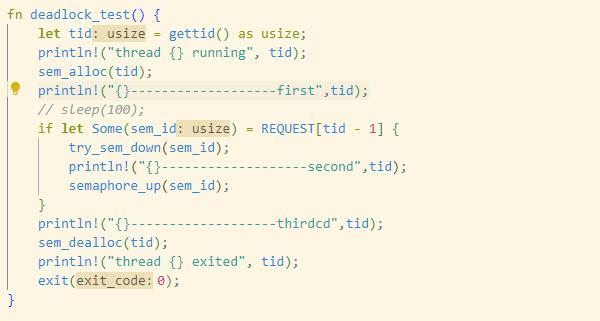 fn deadlock_test() {
    let tid: usize = gettid() as usize;
    println!("thread {} running", tid);
    sem_alloc(tid);
    println!("{}-------------------first",tid);
    // sleep(100);
    if let Some(sem_id: usize) = REQUEST[tid - 1] {
        try_sem_down(sem_id);
        println!("{}-------------------second",tid);
        semaphore_up(sem_id);
    }
    println!("{}-------------------thirdcd",tid);
    sem_dealloc(tid);
    println!("thread {} exited", tid);
    exit(exit_code: 0);
}